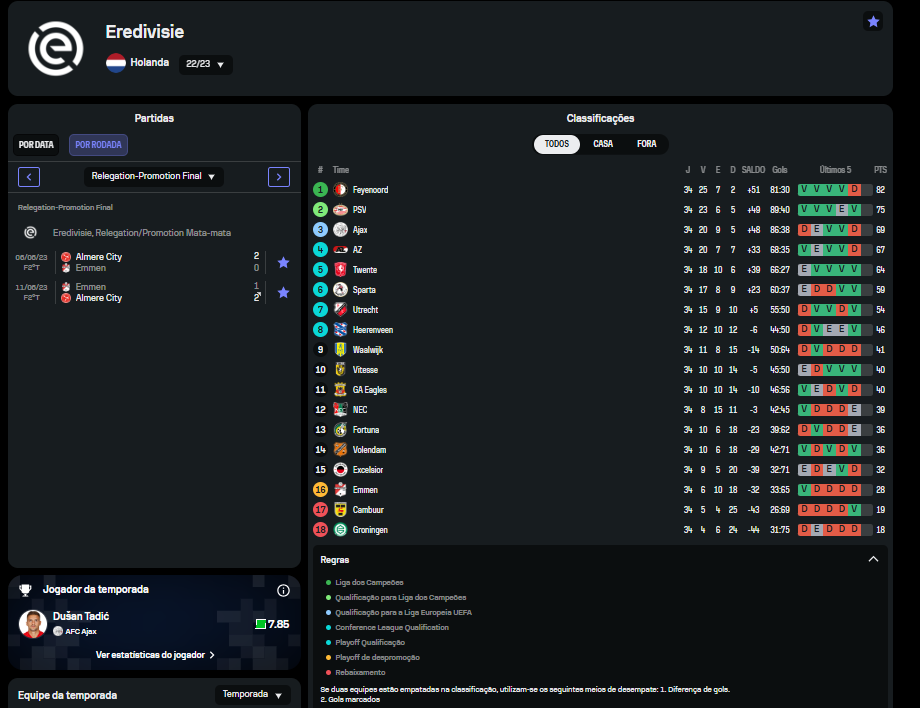 Eredivisie
Holanda 22/23
Partidas
POR DATA POR RODADA
Relegation-Promotion Final
Relegation-Promotion Final
Eredivisie, Relegation/Promotion Mata-mata
06/06/23 Almere City 2
F2°T Emmen 0
11/06/23 Emmen 1
F2°T Almere City 2
Jogador da temporada
Dušan Tadić
AFC Ajax
7.85
Ver estatísticas do jogador
Equipe da temporada Temporada
Classificações
TODOS CASA FORA
# Time J V E D SALDO Gols Últimos 5 PTS
1 Feyenoord 34 25 7 2 +51 81:30 V V V V D 82
2 PSV 34 23 6 5 +49 89:40 V V V E V 75
3 Ajax 34 20 9 5 +48 86:38 D E V V D 69
4 AZ 34 20 7 7 +33 68:35 V E V V D 67
5 Twente 34 18 10 6 +39 66:27 E V V V V 64
6 Sparta 34 17 8 9 +23 60:37 E D D V V 59
7 Utrecht 34 15 9 10 +5 55:50 D V V D V 54
8 Heerenveen 34 12 10 12 -6 44:50 D V E E V 46
9 Waalwijk 34 11 8 15 -14 50:64 D V D D D 41
10 Vitesse 34 10 10 14 -5 45:50 E D V V V 40
11 GA Eagles 34 10 10 14 -10 46:56 V E D V D 40
12 NEC 34 8 15 11 -3 42:45 V D D D E 39
13 Fortuna 34 10 6 18 -23 39:62 D V D D E 36
14 Volendam 34 10 6 18 -29 42:71 V D V D V 36
15 Excelsior 34 9 5 20 -39 32:71 E D E V D 32
16 Emmen 34 6 10 18 -32 33:65 V D D D D 28
17 Cambuur 34 5 4 25 -43 26:69 D D D D V 19
18 Groningen 34 4 6 24 -44 31:75 D E D D D 18
Regras
Liga dos Campeões
Qualificação para Liga dos Campeões
Qualificação para a Liga Europeia UEFA
Conference League Qualification
Playoff Qualificação
Playoff de despromoção
Rebaixamento
Se duas equipes estão empatadas na classificação, utilizam-se os seguintes meios de desempate: 1. Diferença de gols.
2. Gols marcados